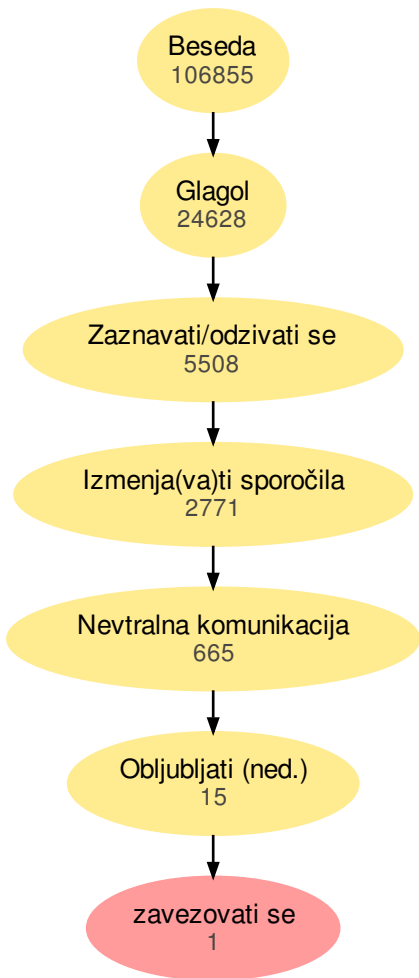 Beseda
106855
Glagol
24628
Zaznavati/odzivati se
5508
Izmenja(va)ti sporočila
2771
Nevtralna komunikacija
665
Obljubljati (ned.)
15
zavezovati se
1